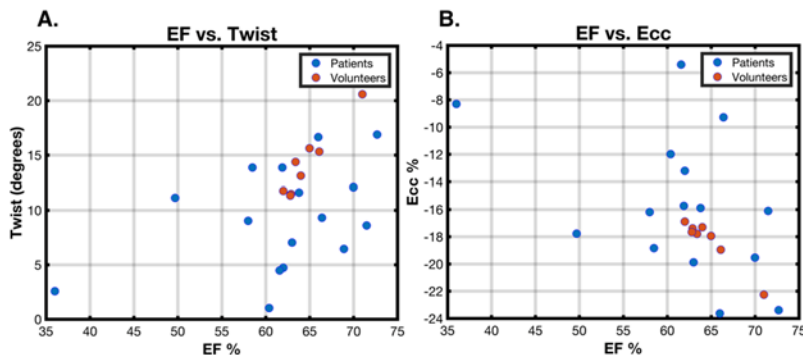 A.
EF vs. Twist
25
20
15
10
5
0
Twist (degrees)
Patients
Volunteers
35 40 45 50 55 60 65 70 75
EF %
B.
EF vs. Ecc
-4
-6
-8
-10
-12
-14
-16
-18
-20
-22
-24
Ecc %
Patients
Volunteers
35 40 45 50 55 60 65 70 75
EF %